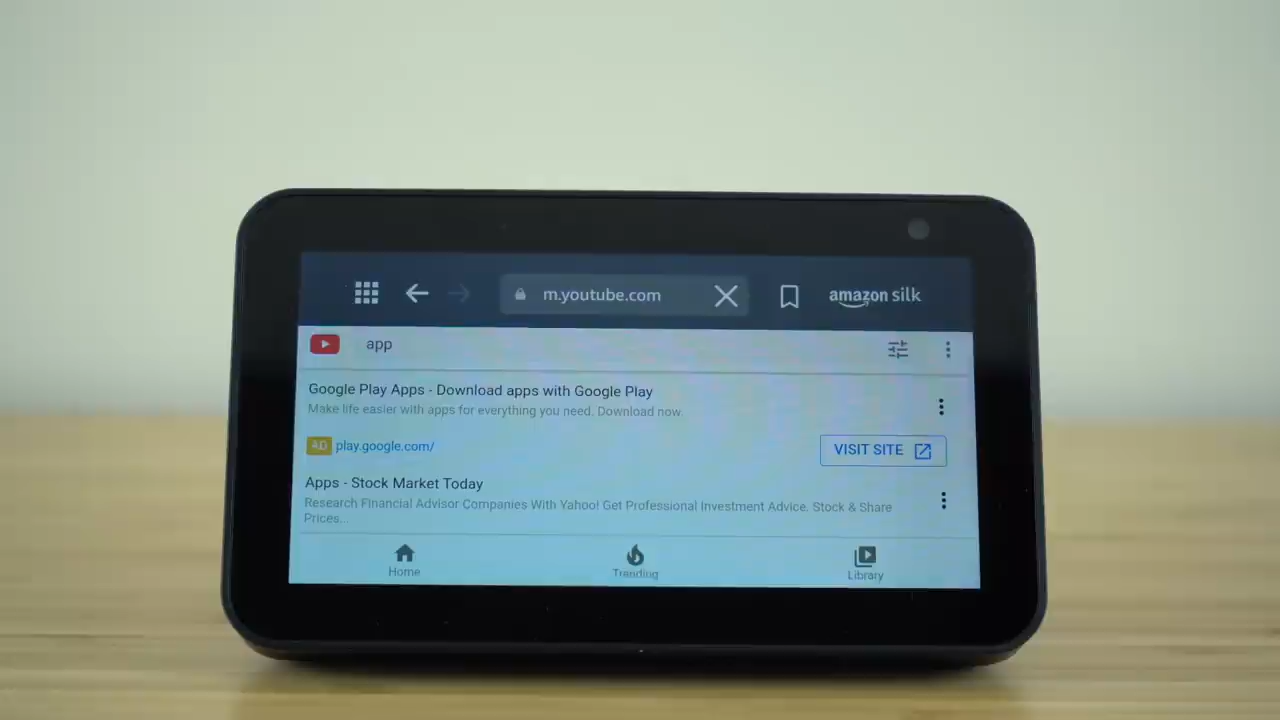 m.youtube.com
amazon silk
app
Google Play Apps - Download apps with Google Play
Make life easier with apps for everything you need. Download now.
AD play.google.com/
VISIT SITE
Apps - Stock Market Today
Research Financial Advisor Companies With Yahoo! Get Professional Investment Advice. Stock & Share
Prices...
Home
Trending
Library